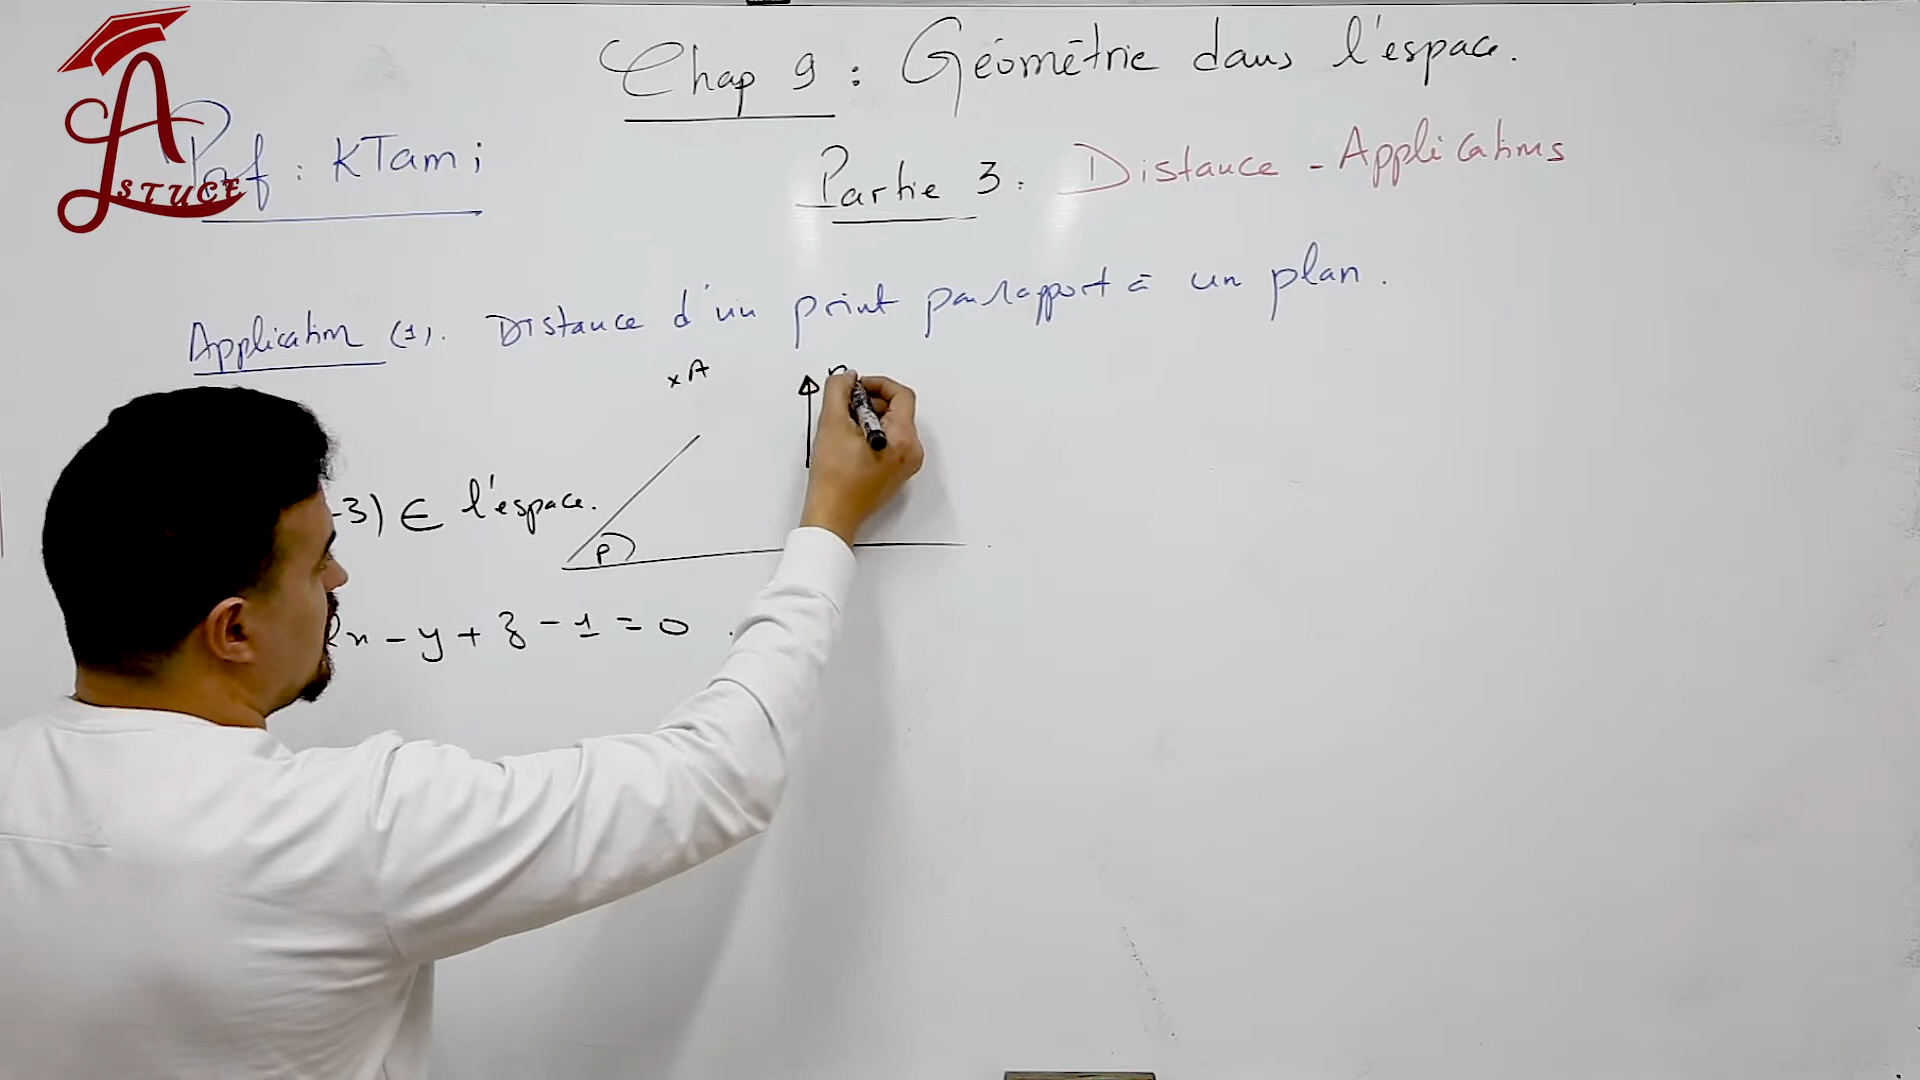 Chap 9 : Géométrie dans l'espace.
Prof : KTami
ASTUCE
Partie 3 : Distance - Applications
Application (1). Distance d'un point par rapport à un plan.
x A
-3) ∈ l'espace.
P
x - y + z - 1 = 0